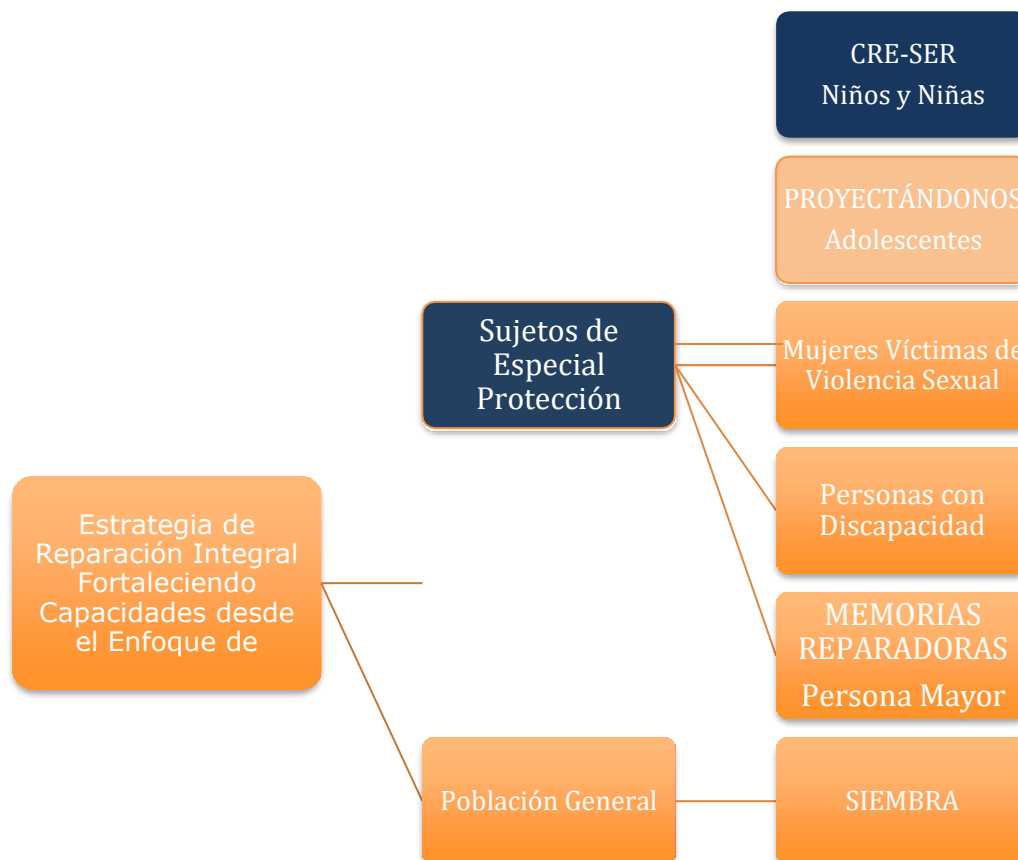 CRE-SER
Niños y Niñas
PROYECTÁNDONOS
Adolescentes
Sujetos de
Especial
Protección
Mujeres Víctimas de
Violencia Sexual
Personas con
Discapacidad
Estrategia de
Reparación Integral
Fortaleciendo
Capacidades desde
el Enfoque de
MEMORIAS
REPARADORAS
Persona Mayor
Población General
SIEMBRA